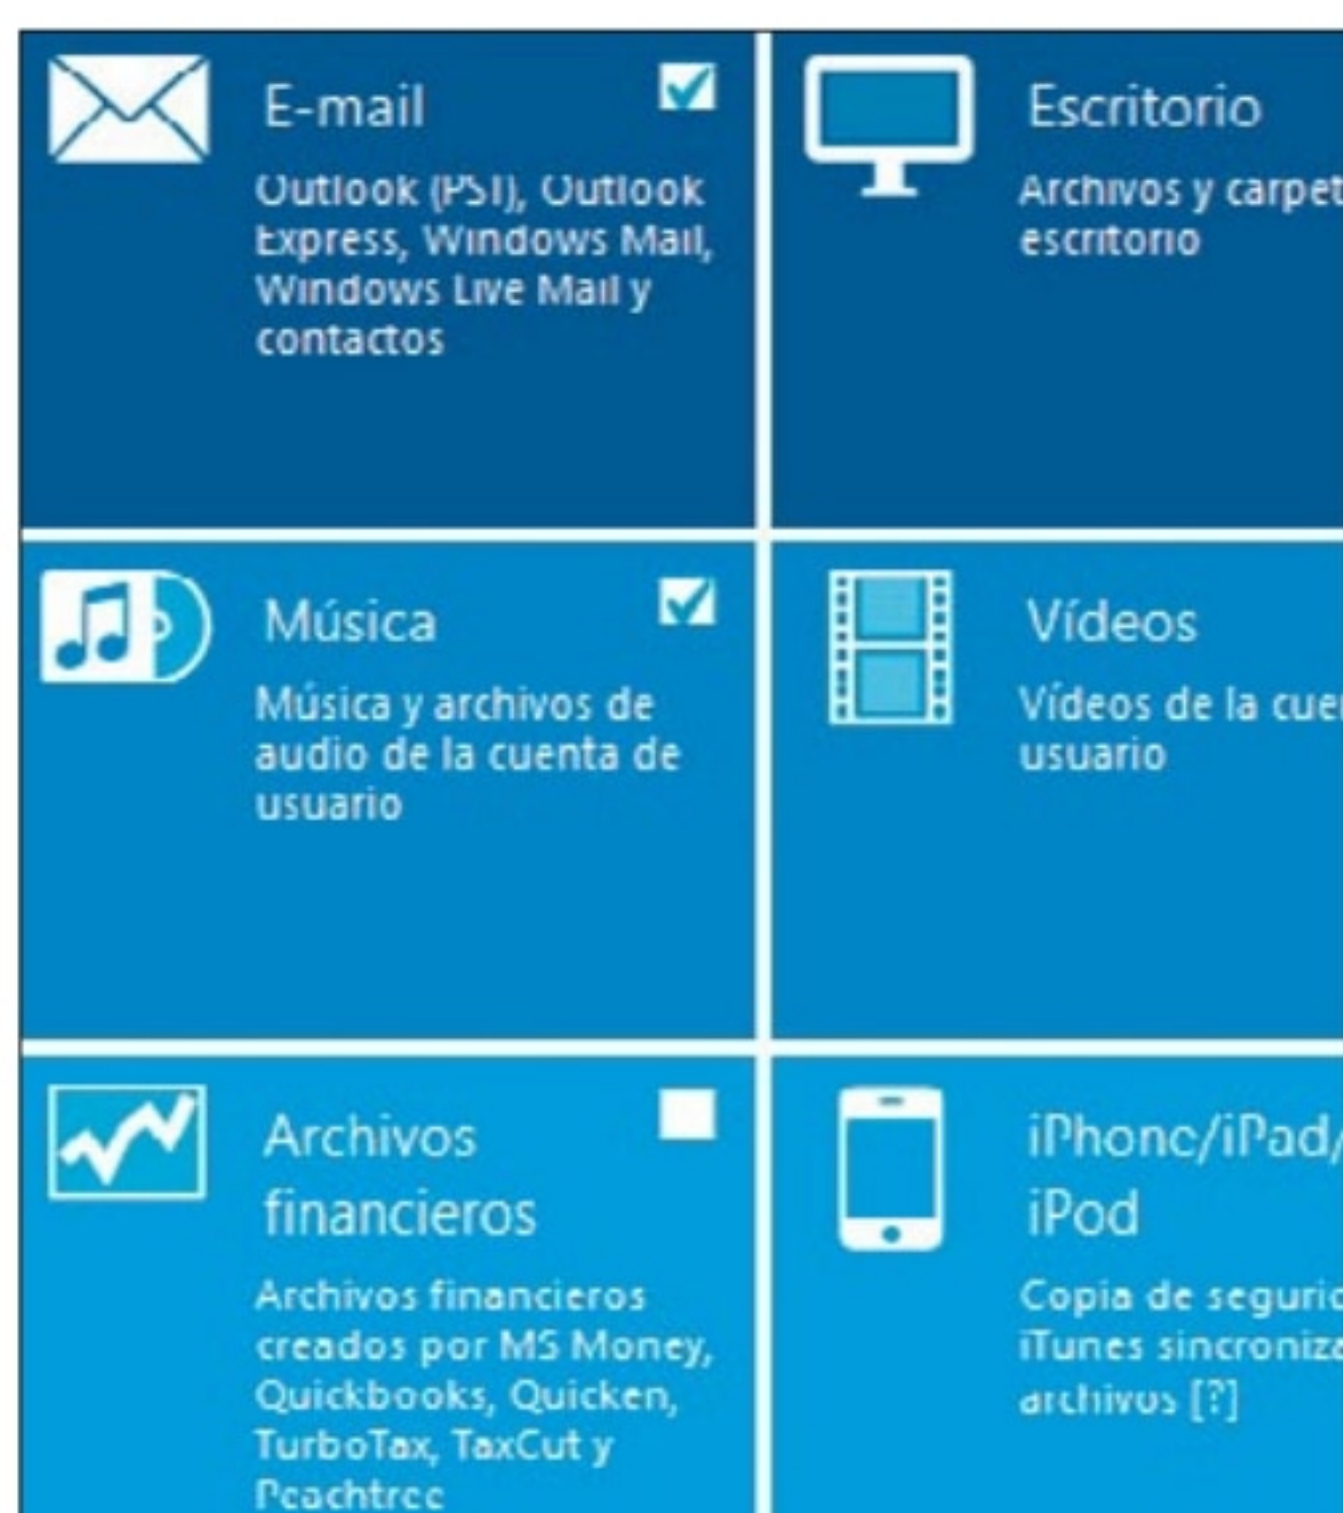 E-mail
Outlook (PST), Outlook
Express, Windows Mail,
Windows Live Mail y
contactos
Escritorio
Archivos y carpet
escritorio
Música
Música y archivos de
audio de la cuenta de
usuario
Vídeos
Vídeos de la cue
usuario
Archivos
financieros
Archivos financieros
creados por MS Money,
Quickbooks, Quicken,
TurboTax, TaxCut y
Peachtree
iPhone/iPad/
iPod
Copia de seguric
iTunes sincroniza
archivos [?]